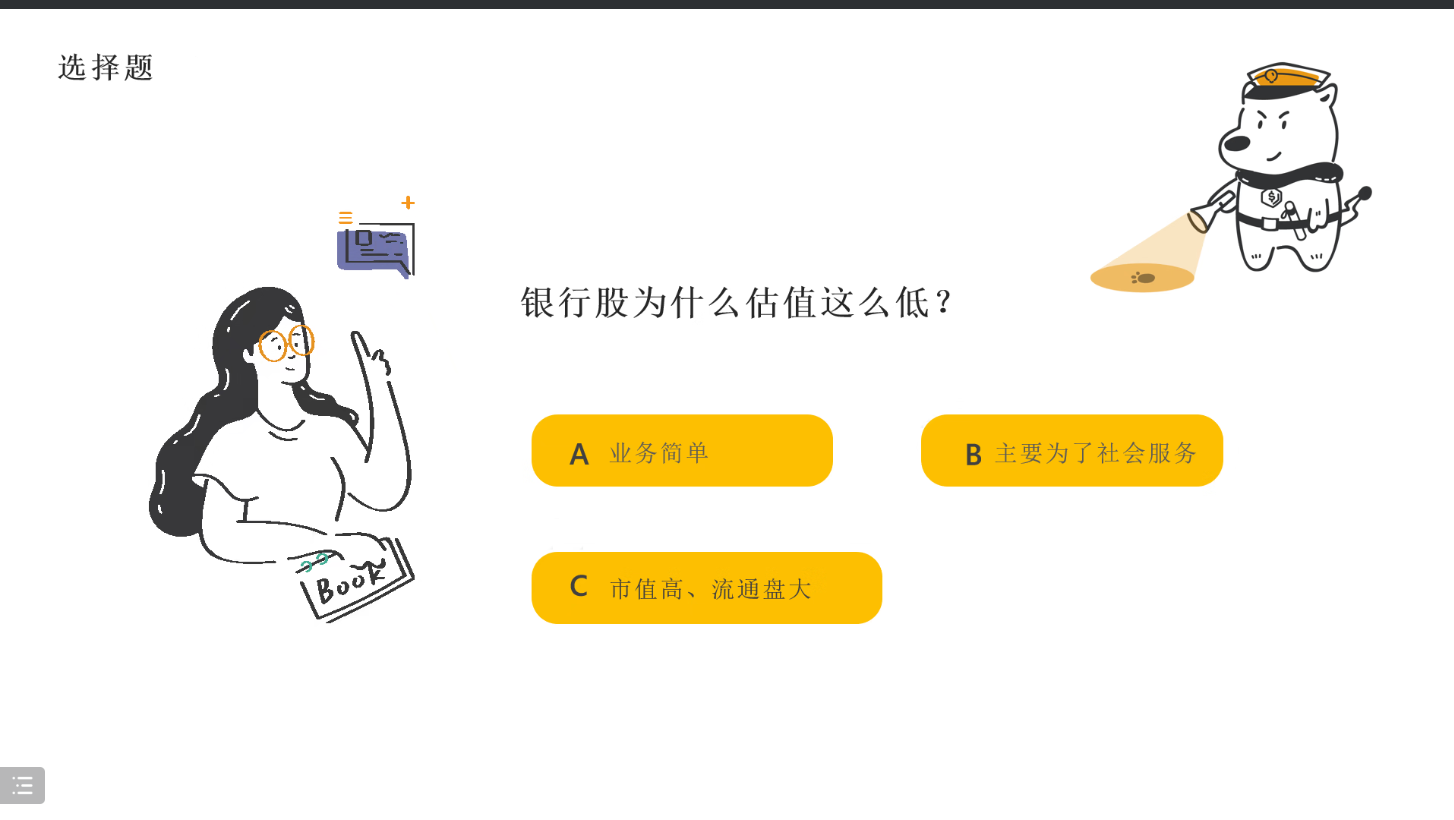 选择题
银行股为什么估值这么低？
A 业务简单
B 主要为了社会服务
C 市值高、流通盘大
Book